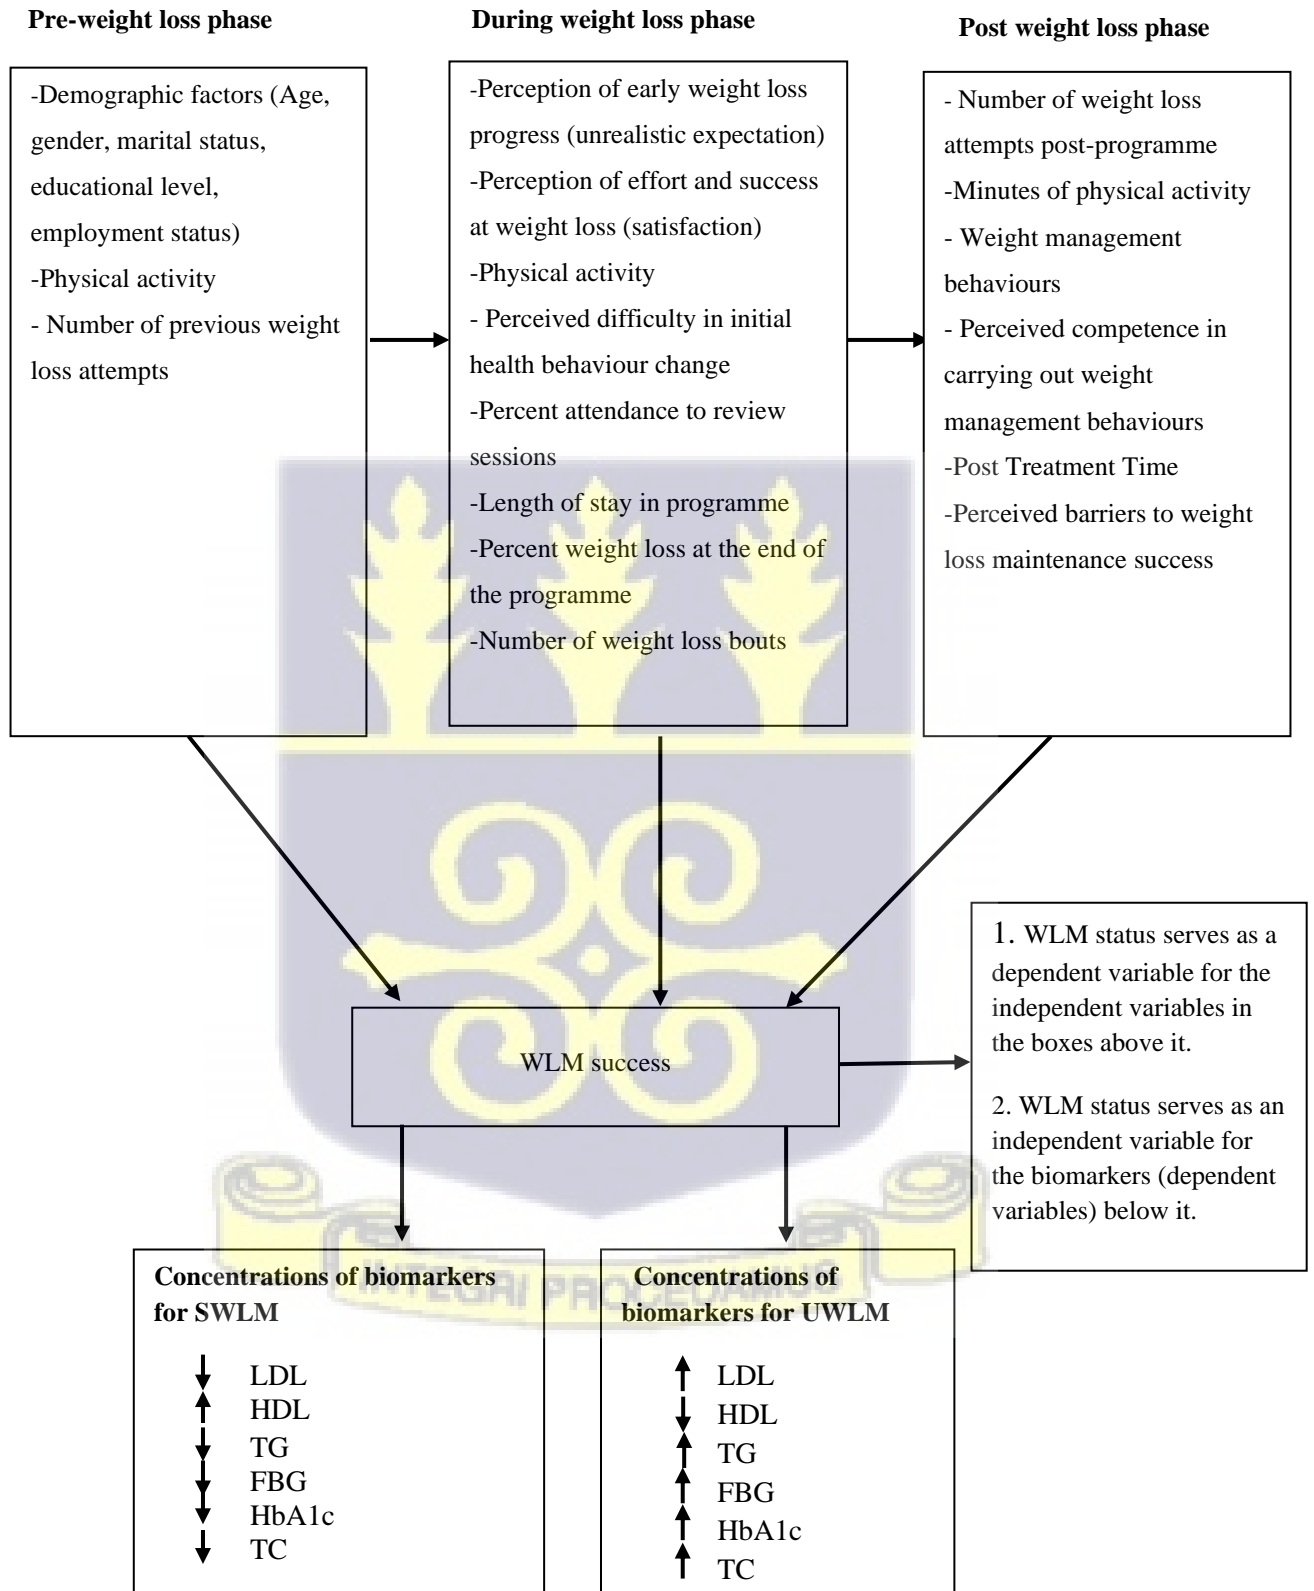 Pre-weight loss phase
-Demographic factors (Age,
gender, marital status,
educational level,
employment status)
-Physical activity
- Number of previous weight
loss attempts
During weight loss phase
-Perception of early weight loss
progress (unrealistic expectation)
-Perception of effort and success
at weight loss (satisfaction)
-Physical activity
- Perceived difficulty in initial
health behaviour change
-Percent attendance to review
sessions
-Length of stay in programme
-Percent weight loss at the end of
the programme
-Number of weight loss bouts
Post weight loss phase
- Number of weight loss
attempts post-programme
-Minutes of physical activity
- Weight management
behaviours
- Perceived competence in
carrying out weight
management behaviours
-Post Treatment Time
-Perceived barriers to weight
loss maintenance success
WLM success
1. WLM status serves as a
dependent variable for the
independent variables in
the boxes above it.
2. WLM status serves as an
independent variable for
the biomarkers (dependent
variables) below it.
Concentrations of biomarkers
for SWLM
↓ LDL
↑ HDL
↓ TG
↓ FBG
↓ HbA1c
↓ TC
Concentrations of
biomarkers for UWLM
↑ LDL
↓ HDL
↑ TG
↑ FBG
↑ HbA1c
↑ TC
INTEGRI PROCEDAMUS